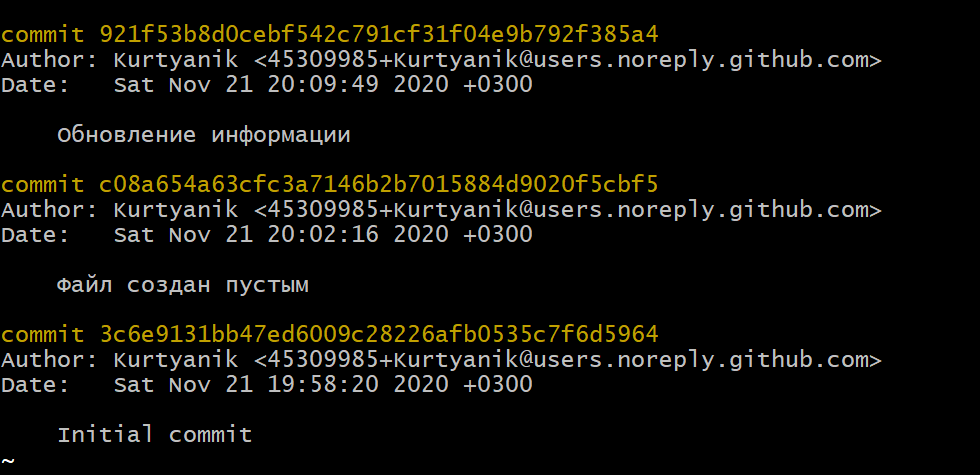 commit 921f53b8d0cebf542c791cf31f04e9b792f385a4
Author: Kurtyanik <45309985+Kurtyanik@users.noreply.github.com>
Date:   Sat Nov 21 20:09:49 2020 +0300
Обновление информации
commit c08a654a63cfc3a7146b2b7015884d9020f5cbf5
Author: Kurtyanik <45309985+Kurtyanik@users.noreply.github.com>
Date:   Sat Nov 21 20:02:16 2020 +0300
Файл создан пустым
commit 3c6e9131bb47ed6009c28226afb0535c7f6d5964
Author: Kurtyanik <45309985+Kurtyanik@users.noreply.github.com>
Date:   Sat Nov 21 19:58:20 2020 +0300
Initial commit
~